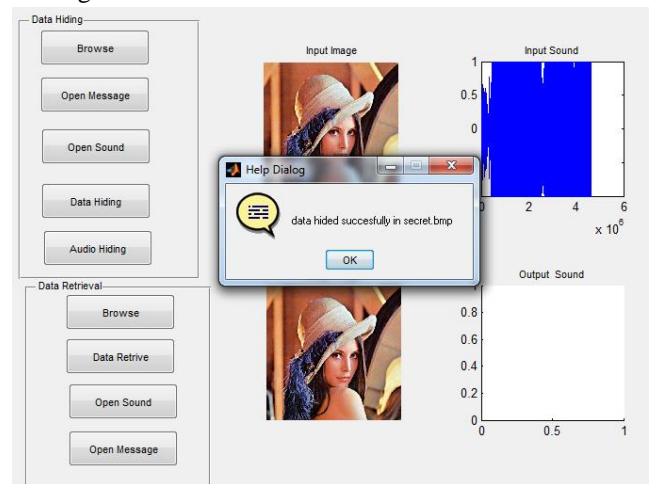 Data Hiding
Browse
Open Message
Open Sound
Data Hiding
Audio Hiding
Input Image
Input Sound
1
0.5
0
0
2
4
6
x 10^6
Help Dialog
data hided succesfully in secret.bmp
OK
Data Retrieval
Browse
Data Retrive
Open Sound
Open Message
Output Sound
0.8
0.6
0.4
0.2
0
0
0.5
1